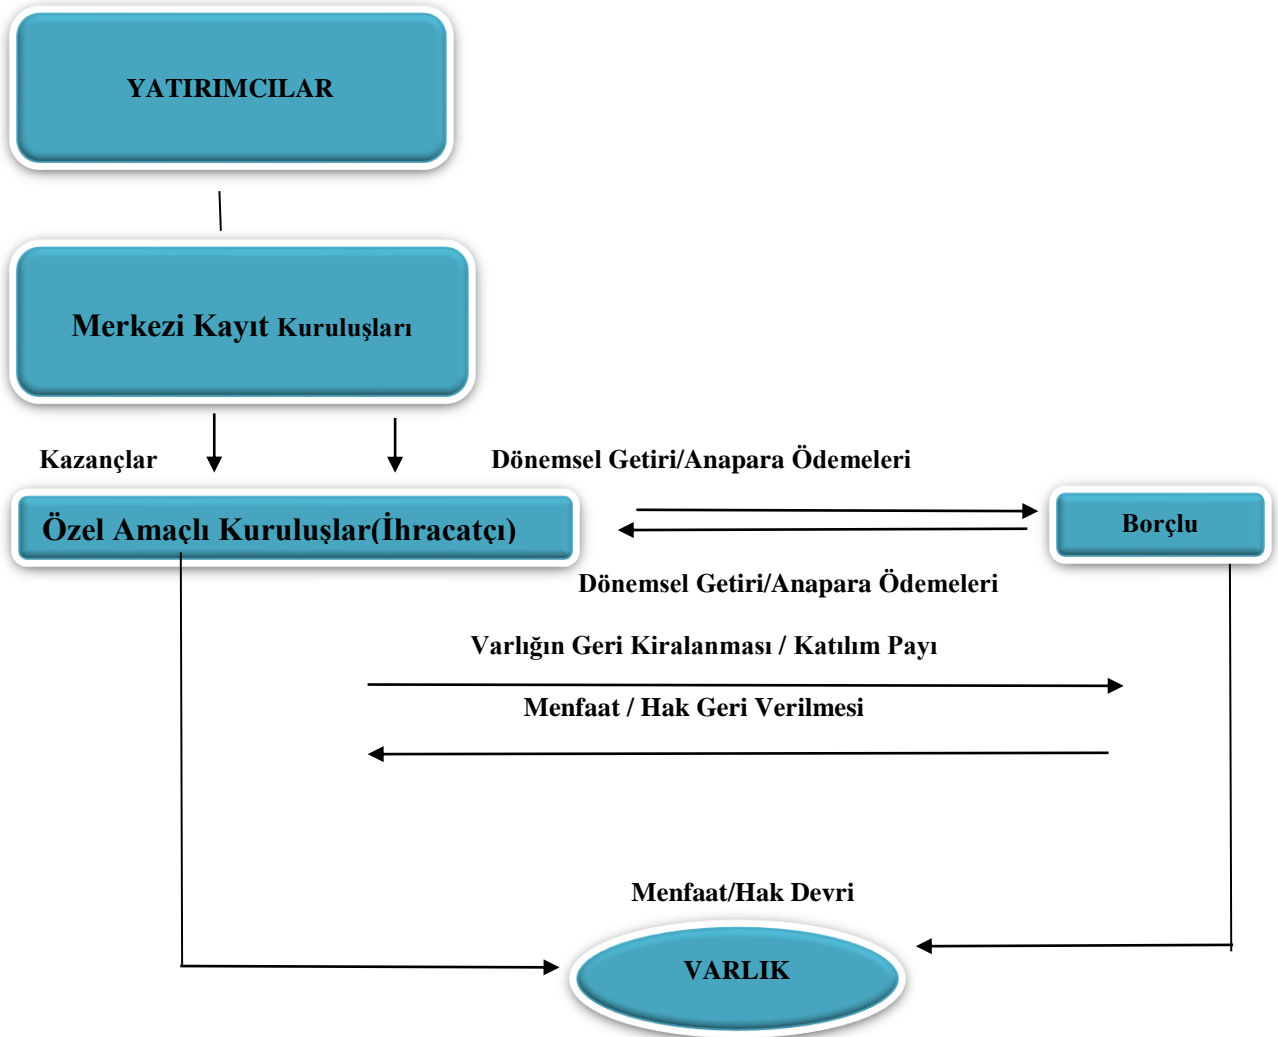 YATIRIMCILAR
Merkezi Kayıt Kuruluşları
Kazançlar
Dönemsel Getiri/Anapara Ödemeleri
Özel Amaçlı Kuruluşlar(İhracatçı)
Borçlu
Dönemsel Getiri/Anapara Ödemeleri
Varlığın Geri Kiralanması / Katılım Payı
Menfaat / Hak Geri Verilmesi
Menfaat/Hak Devri
VARLIK